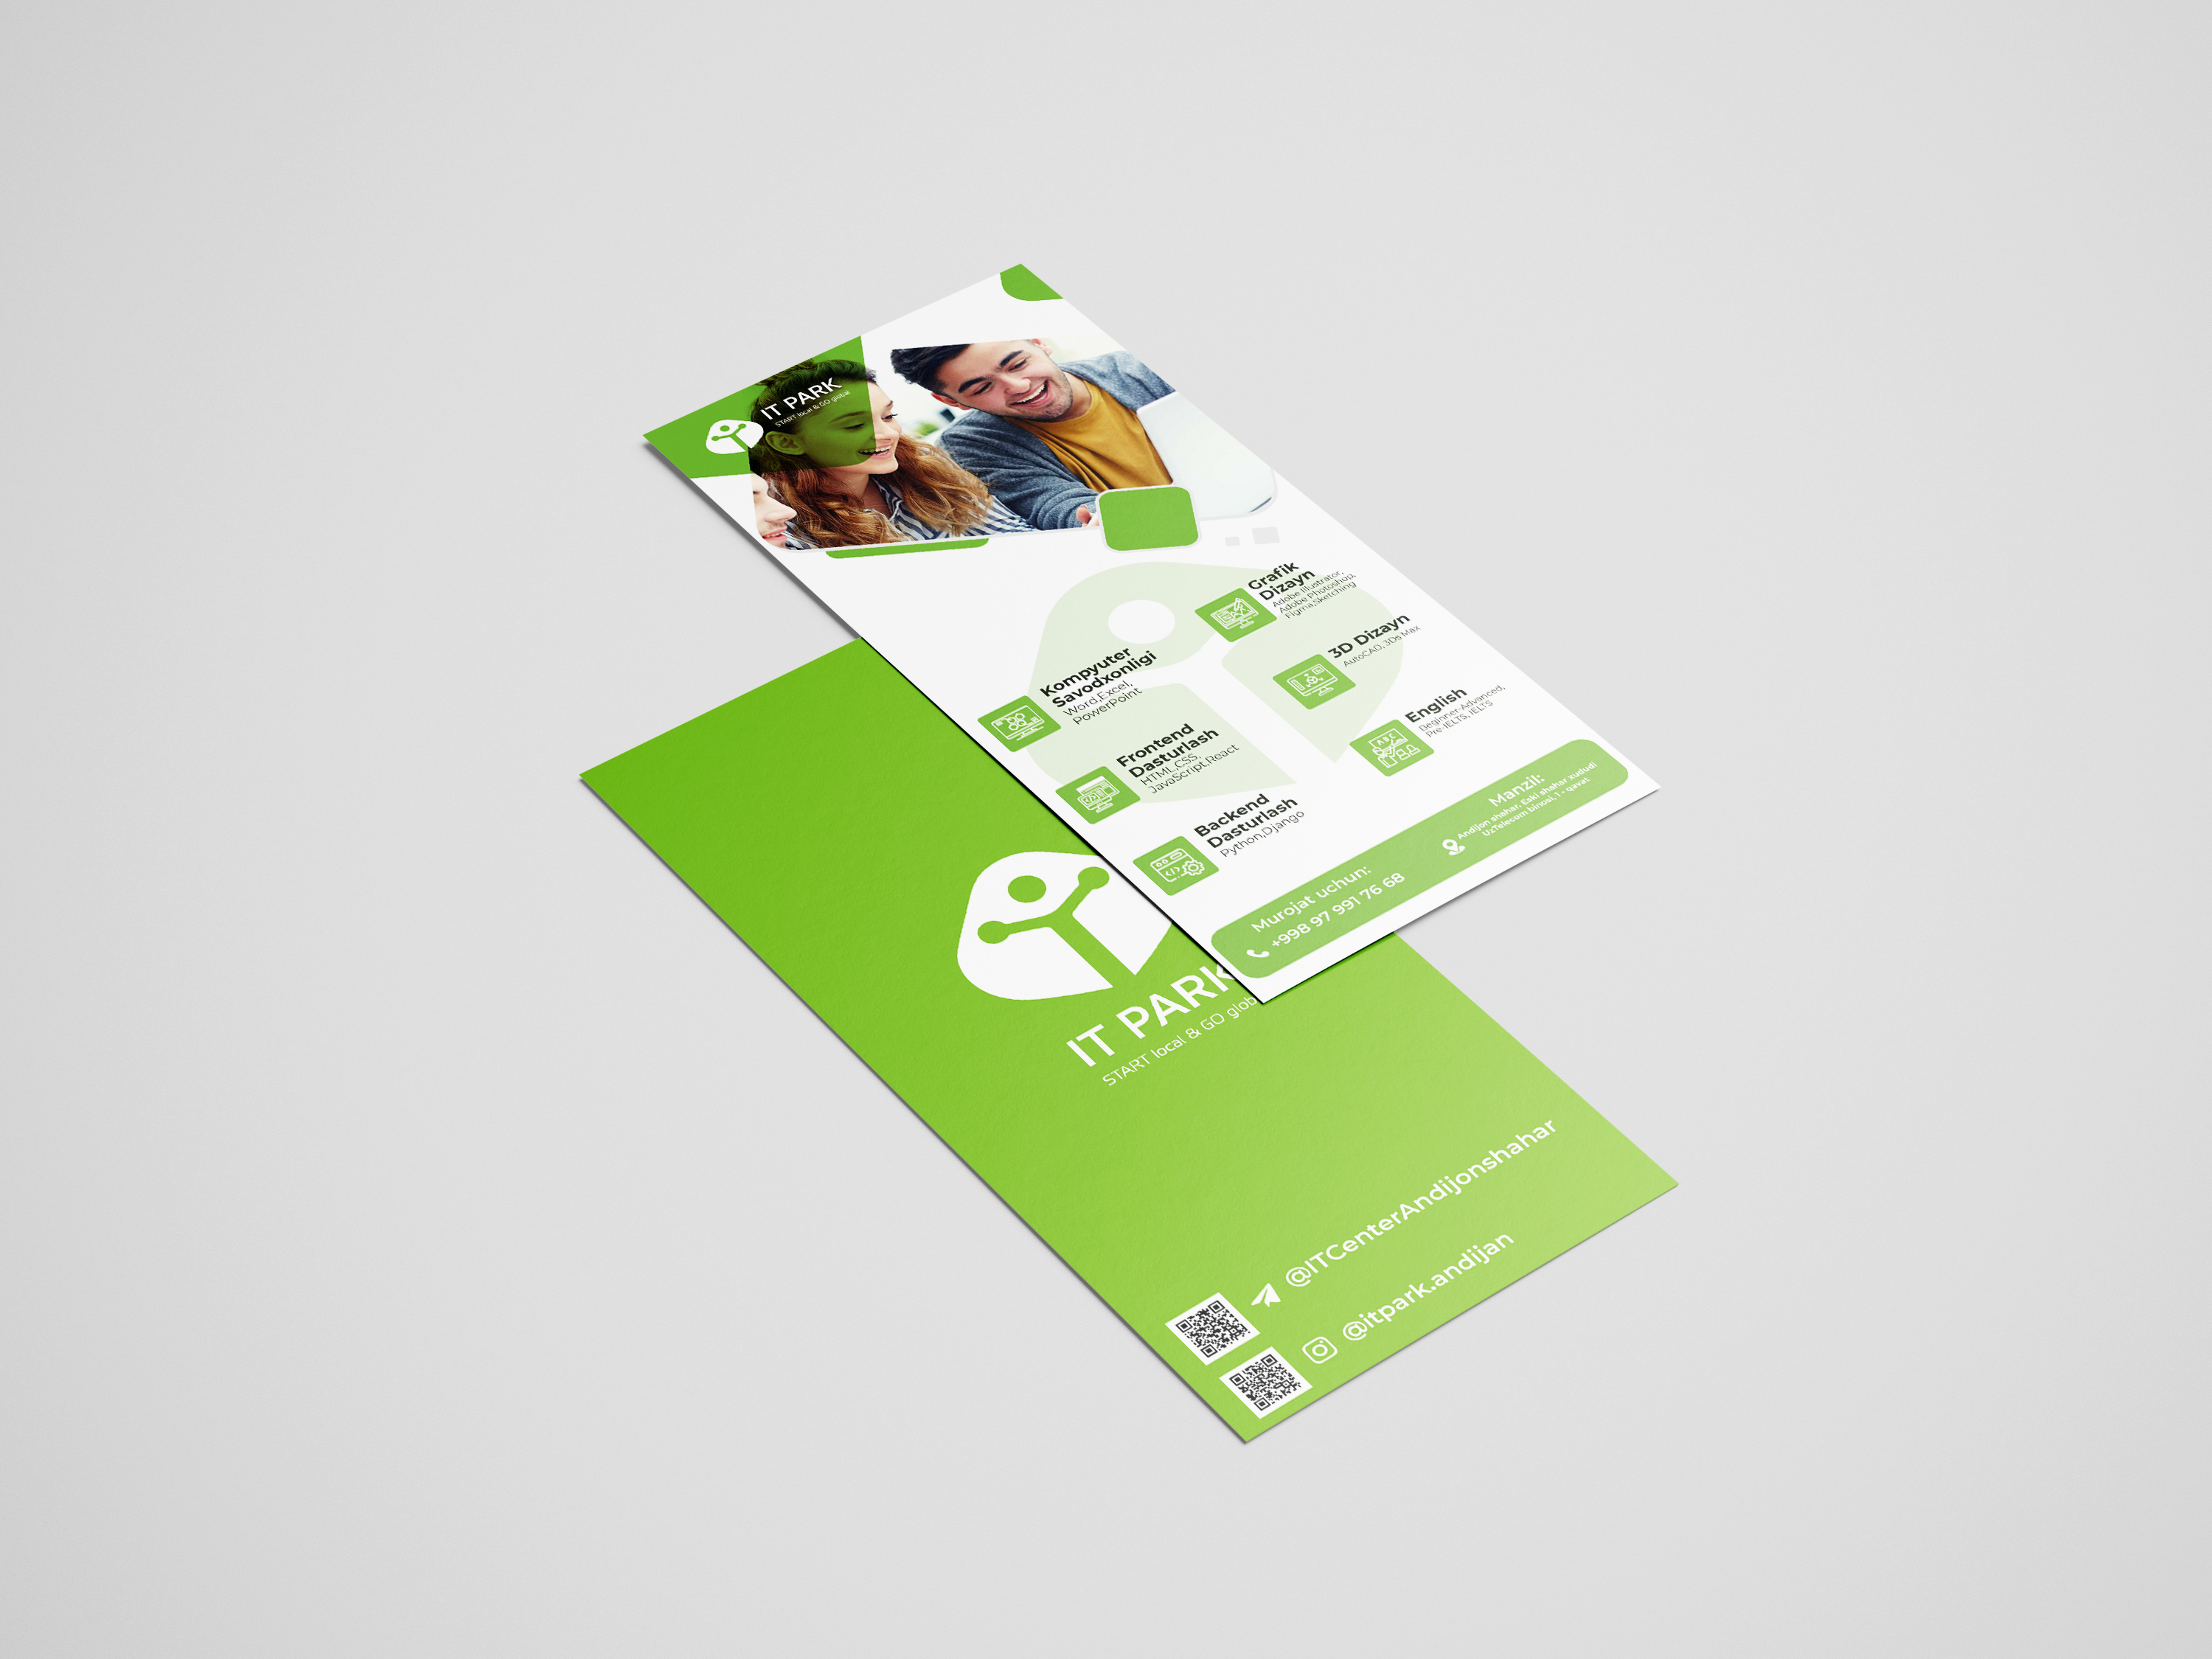 IT PARK
START local & GO global
Kompyuter
Savodxonligi
Word,Excel,
PowerPoint
Frontend
Dasturlash
HTML,CSS,
JavaScript,React
Backend
Dasturlash
Python,Django
Grafik
Dizayn
Adobe Illustrator,
Adobe Photoshop,
Figma,Sketching
3D Dizayn
AutoCAD, 3Ds Max
English
Beginner-Advanced,
Pre-IELTS, IELTS
Murojat uchun:
+998 97 991 76 68
Manzil:
Andijon shahar, Eski shahar xududi
UzTelecom binosi, 1 - qavat
IT PARK
START local & GO glob
@ITCenterAndijonshahar
@itpark.andijan